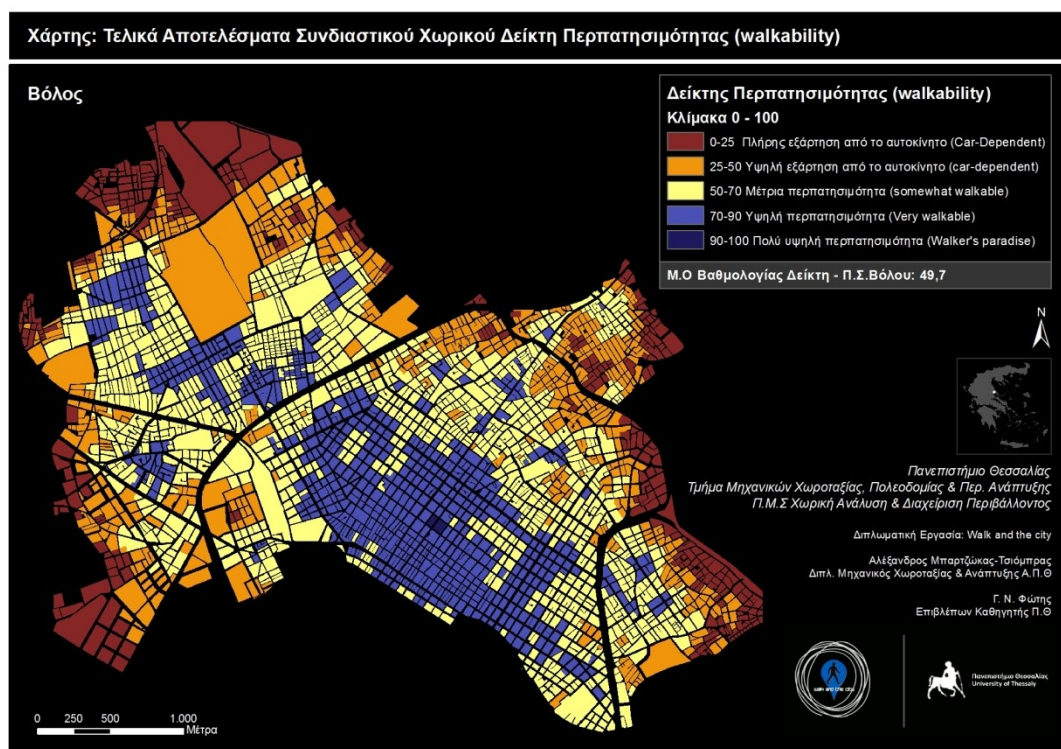 Χάρτης: Τελικά Αποτελέσματα Συνδιαστικού Χωρικού Δείκτη Περπατησιμότητας (walkability)
Βόλος
Δείκτης Περπατησιμότητας (walkability)
Κλίμακα 0 - 100
0-25 Πλήρης εξάρτηση από το αυτοκίνητο (Car-Dependent)
25-50 Υψηλή εξάρτηση από το αυτοκίνητο (car-dependent)
50-70 Μέτρια περπατησιμότητα (somewhat walkable)
70-90 Υψηλή περπατησιμότητα (Very walkable)
90-100 Πολύ υψηλή περπατησιμότητα (Walker's paradise)
Μ.Ο Βαθμολογίας Δείκτη - Π.Σ.Βόλου: 49,7
N
Πανεπιστήμιο Θεσσαλίας
Τμήμα Μηχανικών Χωροταξίας, Πολεοδομίας & Περ. Ανάπτυξης
Π.Μ.Σ Χωρική Ανάλυση & Διαχείριση Περιβάλλοντος
Διπλωματική Εργασία: Walk and the city
Αλέξανδρος Μπαρτζώκας-Τσιόμπρας
Διπλ. Μηχανικός Χωροταξίας & Ανάπτυξης Α.Π.Θ
Γ. Ν. Φώτης
Επιβλέπων Καθηγητής Π.Θ
walk and the city
Πανεπιστήμιο Θεσσαλίας
University of Thessaly
0 250 500 1.000
Μέτρα